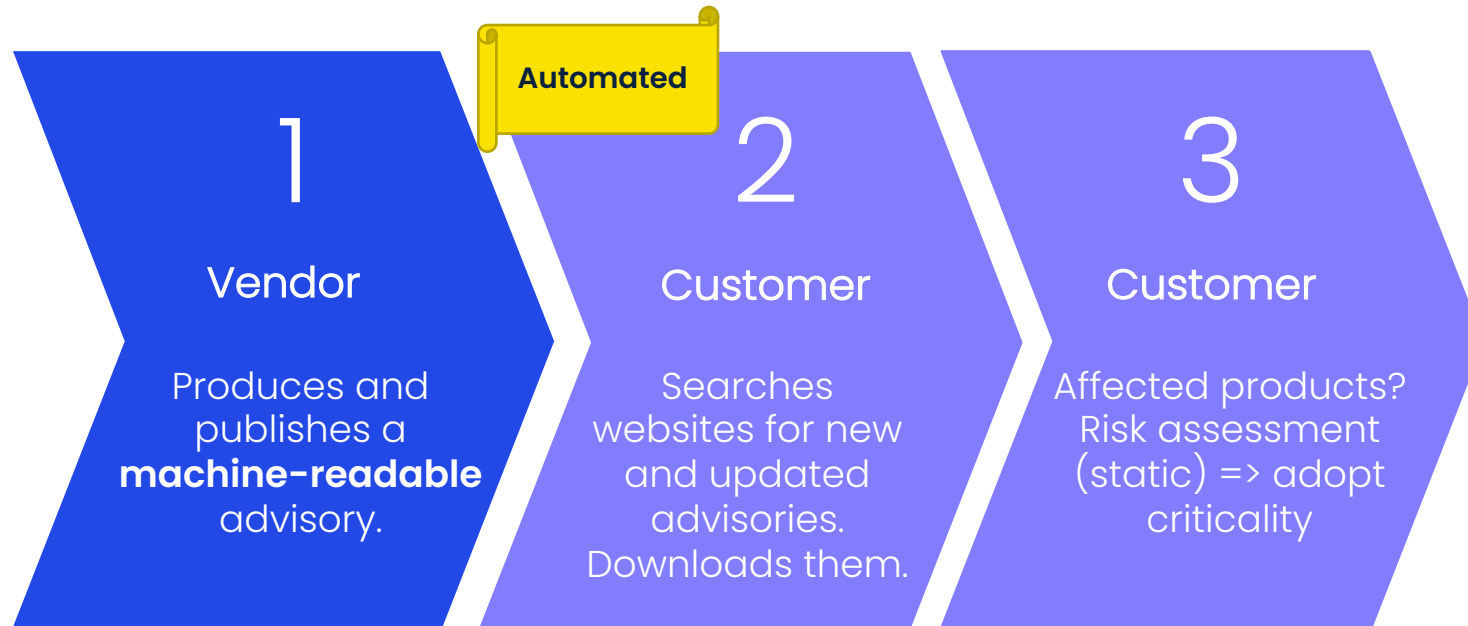 Automated
1
Vendor
Produces and
publishes a
machine-readable
advisory.
2
Customer
Searches
websites for new
and updated
advisories.
Downloads them.
3
Customer
Affected products?
Risk assessment
(static) => adopt
criticality